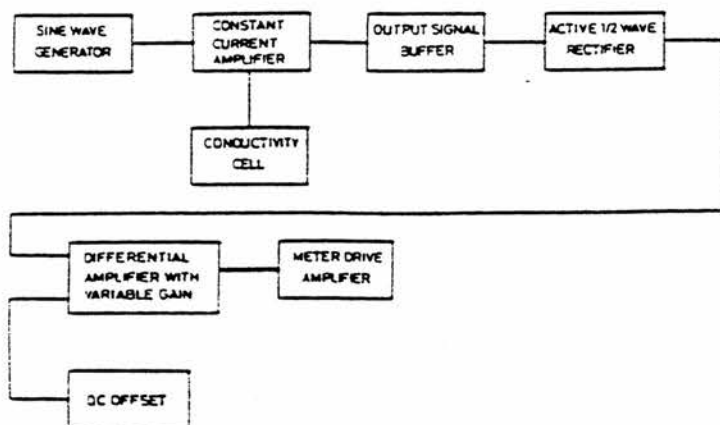 SINE WAVE
GENERATOR
CONSTANT
CURRENT
AMPLIFIER
OUTPUT SIGNAL
BUFFER
ACTIVE 1/2 WAVE
RECTIFIER
CONDUCTIVITY
CELL
DIFFERENTIAL
AMPLIFIER WITH
VARIABLE GAIN
METER DRIVE
AMPLIFIER
DC OFFSET